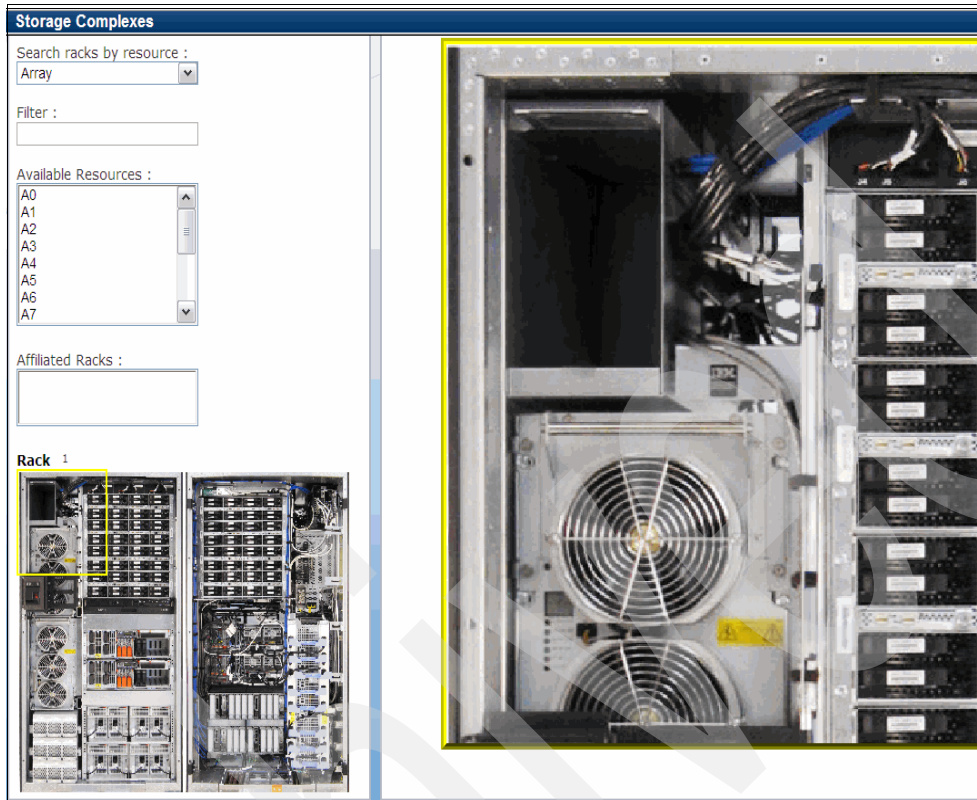 Storage Complexes
Search racks by resource :
Array
Filter :
Available Resources :
A0
A1
A2
A3
A4
A5
A6
A7
Affiliated Racks :
Rack 1